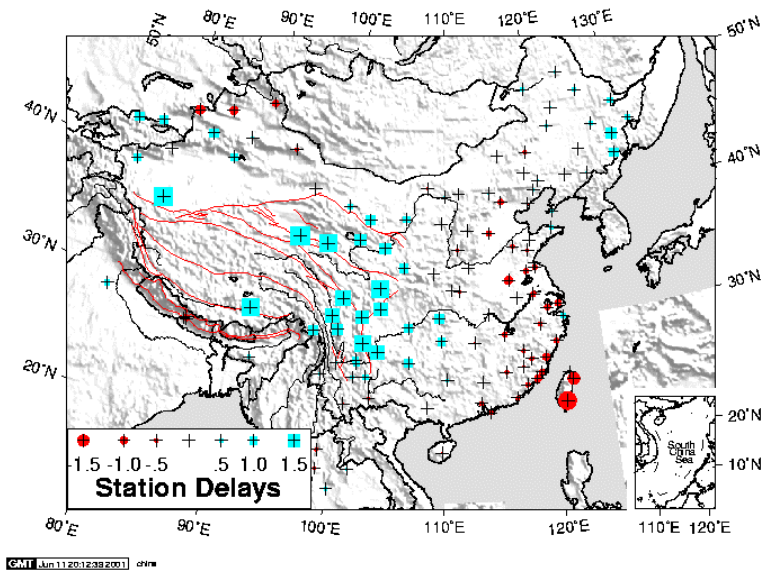 50°N 80°E 90°E 100°E 110°E 120°E 130°E 50°N
40°N
40°N
30°N
30°N
20°N
20°N
10°N
-1.5 -1.0 -.5 .5 1.0 1.5
Station Delays
South
China
Sea
80°E 90°E 100°E 110°E 120°E 110°E 120°E
GMT Jun 11 20:12:39 2001 china